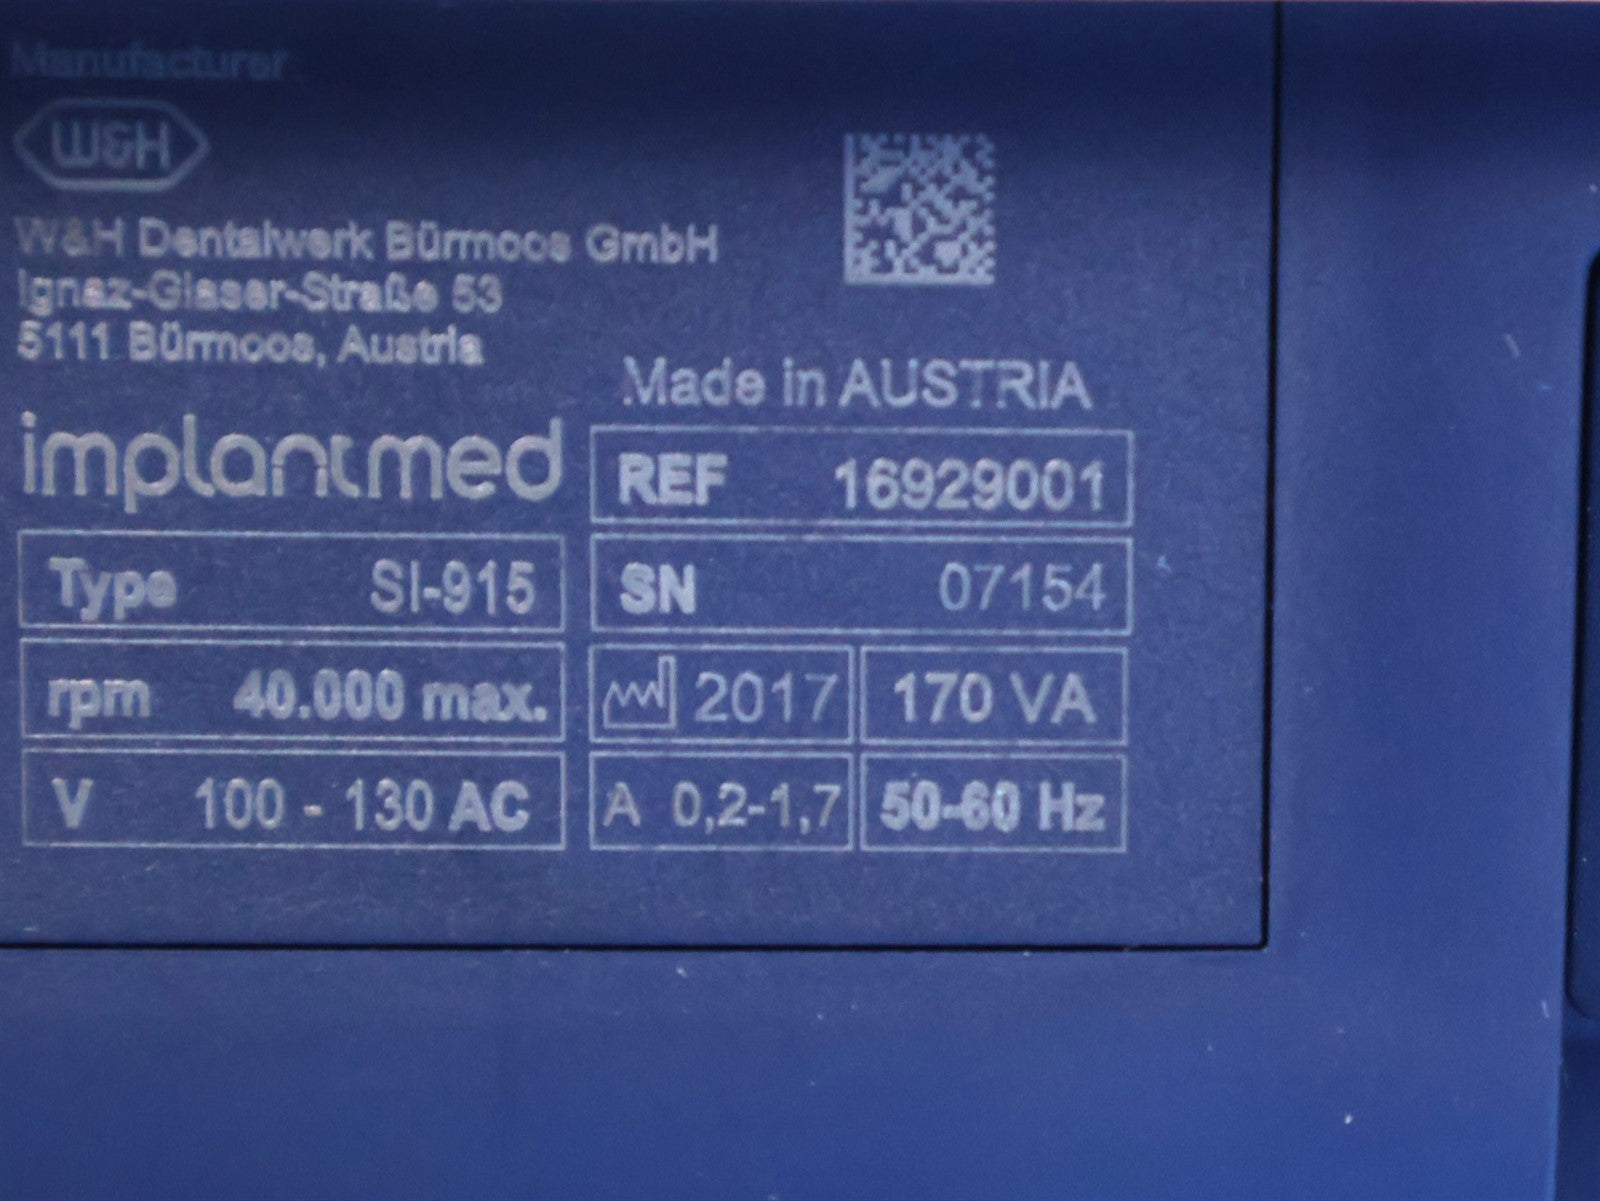 Manufacturer
W&H
W&H Dentalwerk Bürmoos GmbH
Ignaz-Glaser-Straße 53
5111 Bürmoos, Austria
Made in AUSTRIA
implantmed
REF 16929001
Type SI-915
SN 07154
rpm 40.000 max.
2017
170 VA
V 100 - 130 AC
A 0,2-1,7
50-60 Hz